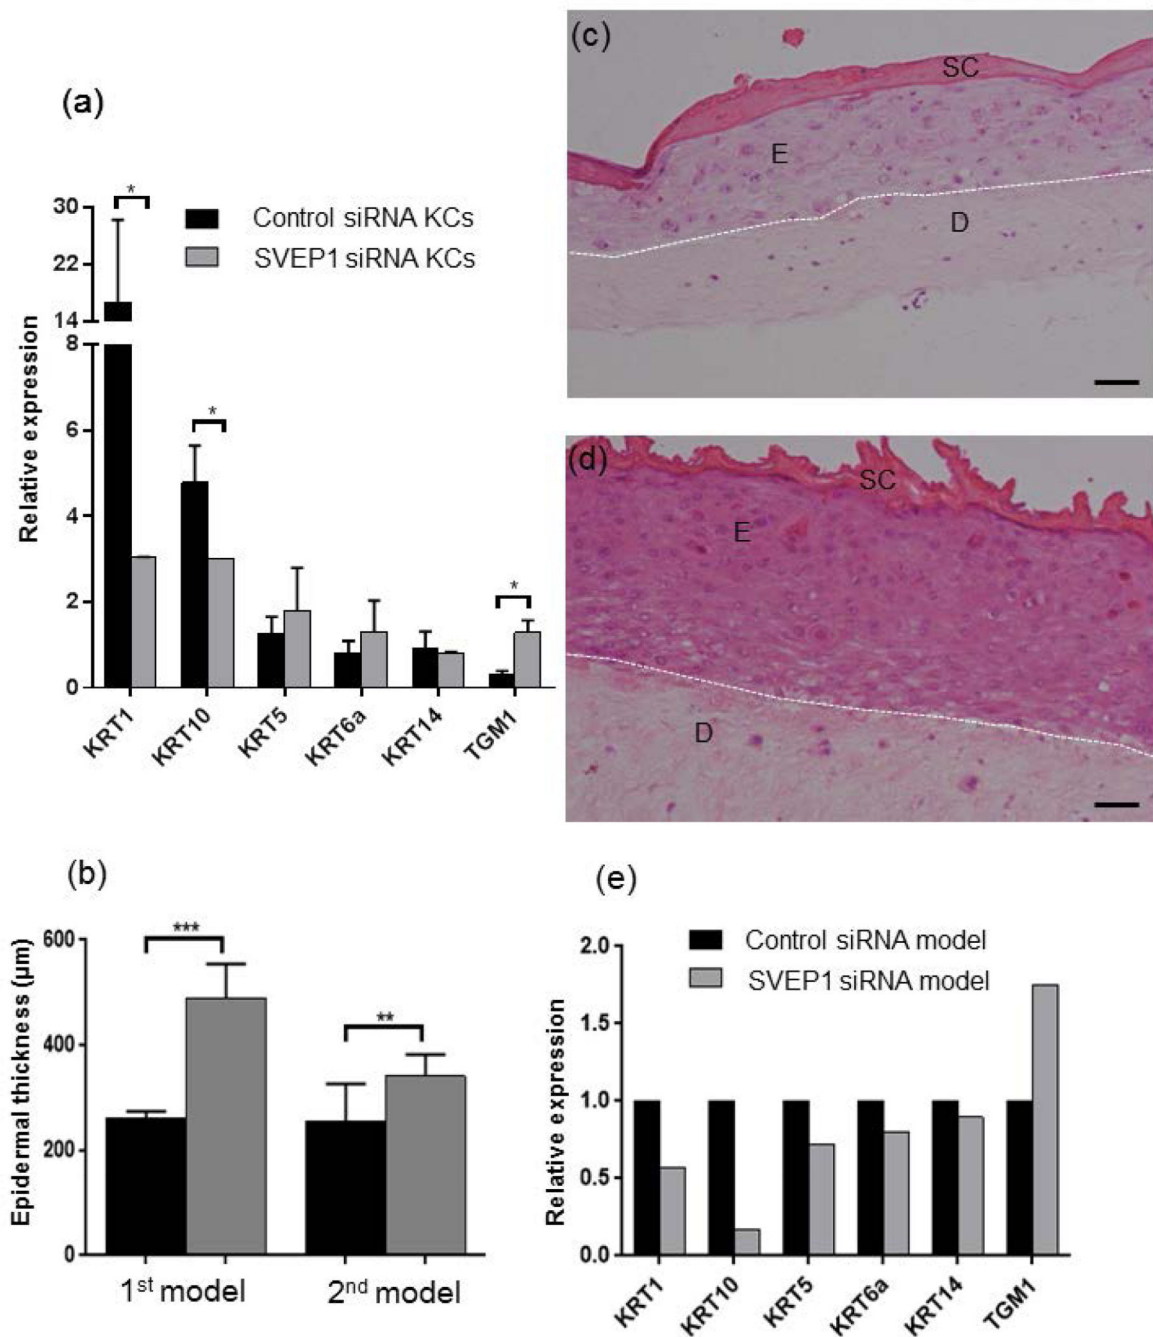 (a)
*
30
22
14
8
6
4
2
0
Relative expression
Control siRNA KCs
SVEP1 siRNA KCs
*
*
KRT1
KRT10
KRT5
KRT6a
KRT14
TGM1
(c)
SC
E
D
(d)
SC
E
D
(b)
Epidermal thickness (µm)
600
400
200
0
***
**
1st model
2nd model
(e)
Control siRNA model
SVEP1 siRNA model
Relative expression
2.0
1.5
1.0
0.5
0.0
KRT1
KRT10
KRT5
KRT6a
KRT14
TGM1